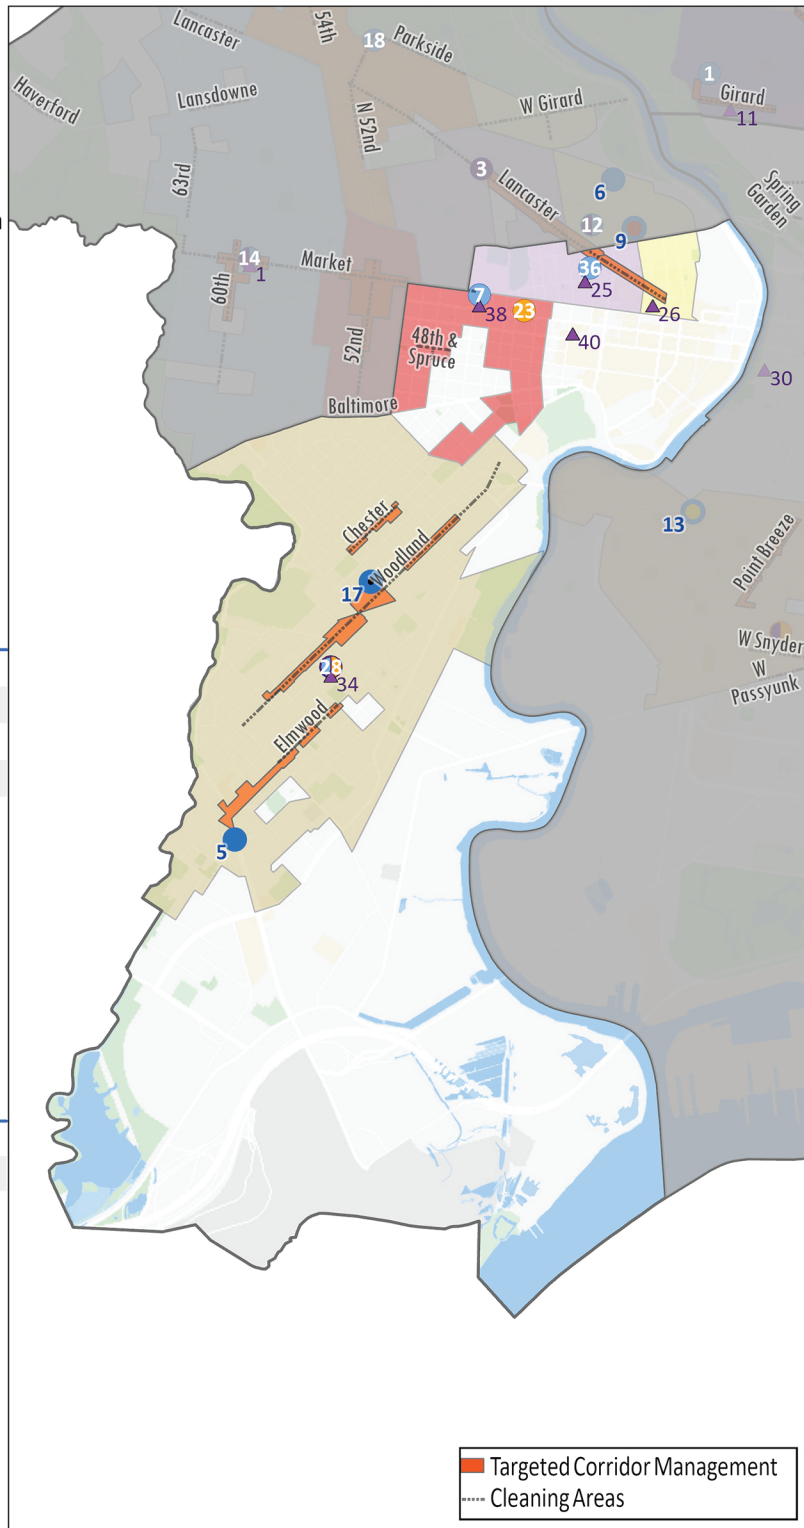 54th
18
Lancaster
Parkside
1
Haverford
Lansdowne
N 52nd
W Girard
Girard
11
63rd
3
Lancaster
6
Spring
Garden
12
9
14
1
Market
60th
36
25
7
38
23
26
48th &
Spruce
40
52nd
30
Baltimore
Chester
13
Woodland
17
Point Breeze
W Snyder
28
34
W
Passyunk
Elmwood
5
Targeted Corridor Management
Cleaning Areas